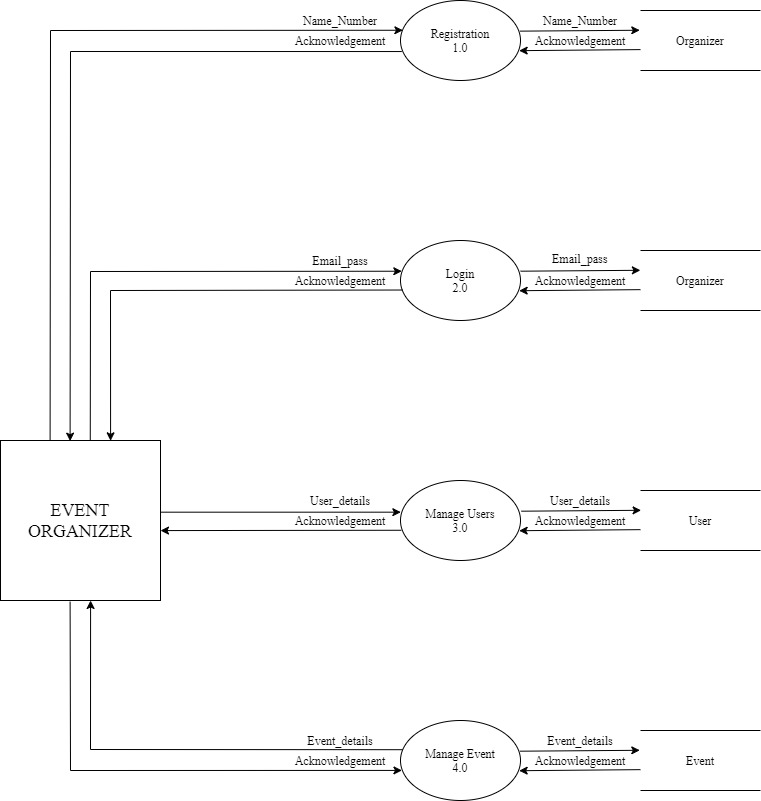 Name_Number
Acknowledgement
Registration
1.0
Name_Number
Acknowledgement
Organizer
Email_pass
Acknowledgement
Login
2.0
Email_pass
Acknowledgement
Organizer
EVENT
ORGANIZER
User_details
Acknowledgement
Manage Users
3.0
User_details
Acknowledgement
User
Event_details
Acknowledgement
Manage Event
4.0
Event_details
Acknowledgement
Event